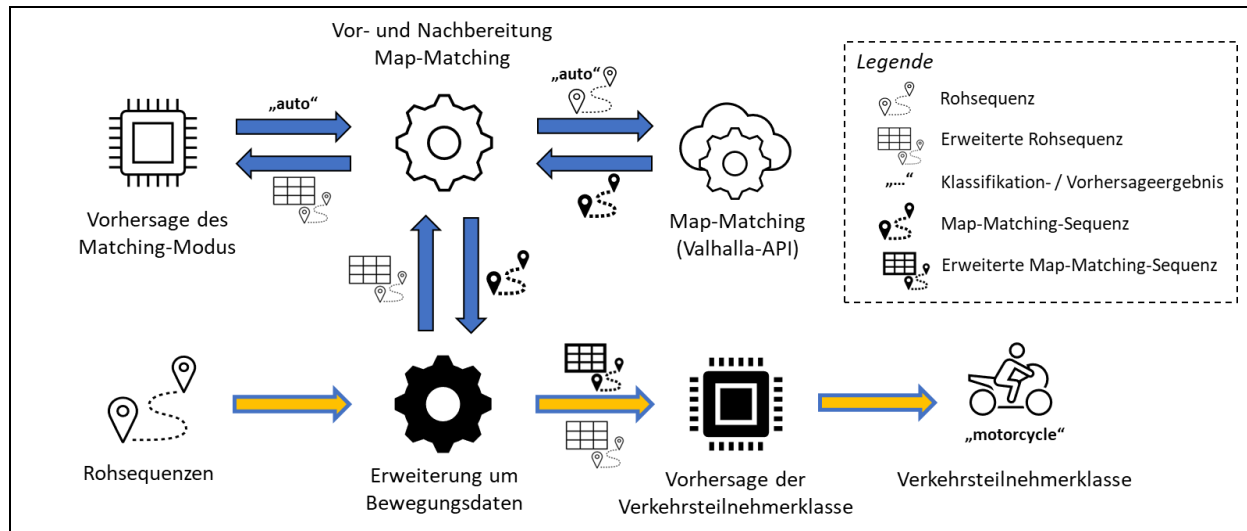 Vor- und Nachbereitung
Map-Matching
„auto“
„auto“
Vorhersage des
Matching-Modus
Map-Matching
(Valhalla-API)
Legende
Rohsequenz
Erweiterte Rohsequenz
„...“ Klassifikation- / Vorhersageergebnis
Map-Matching-Sequenz
Erweiterte Map-Matching-Sequenz
Rohsequenzen
Erweiterung um
Bewegungsdaten
Vorhersage der
Verkehrsteilnehmerklasse
„motorcycle“
Verkehrsteilnehmerklasse